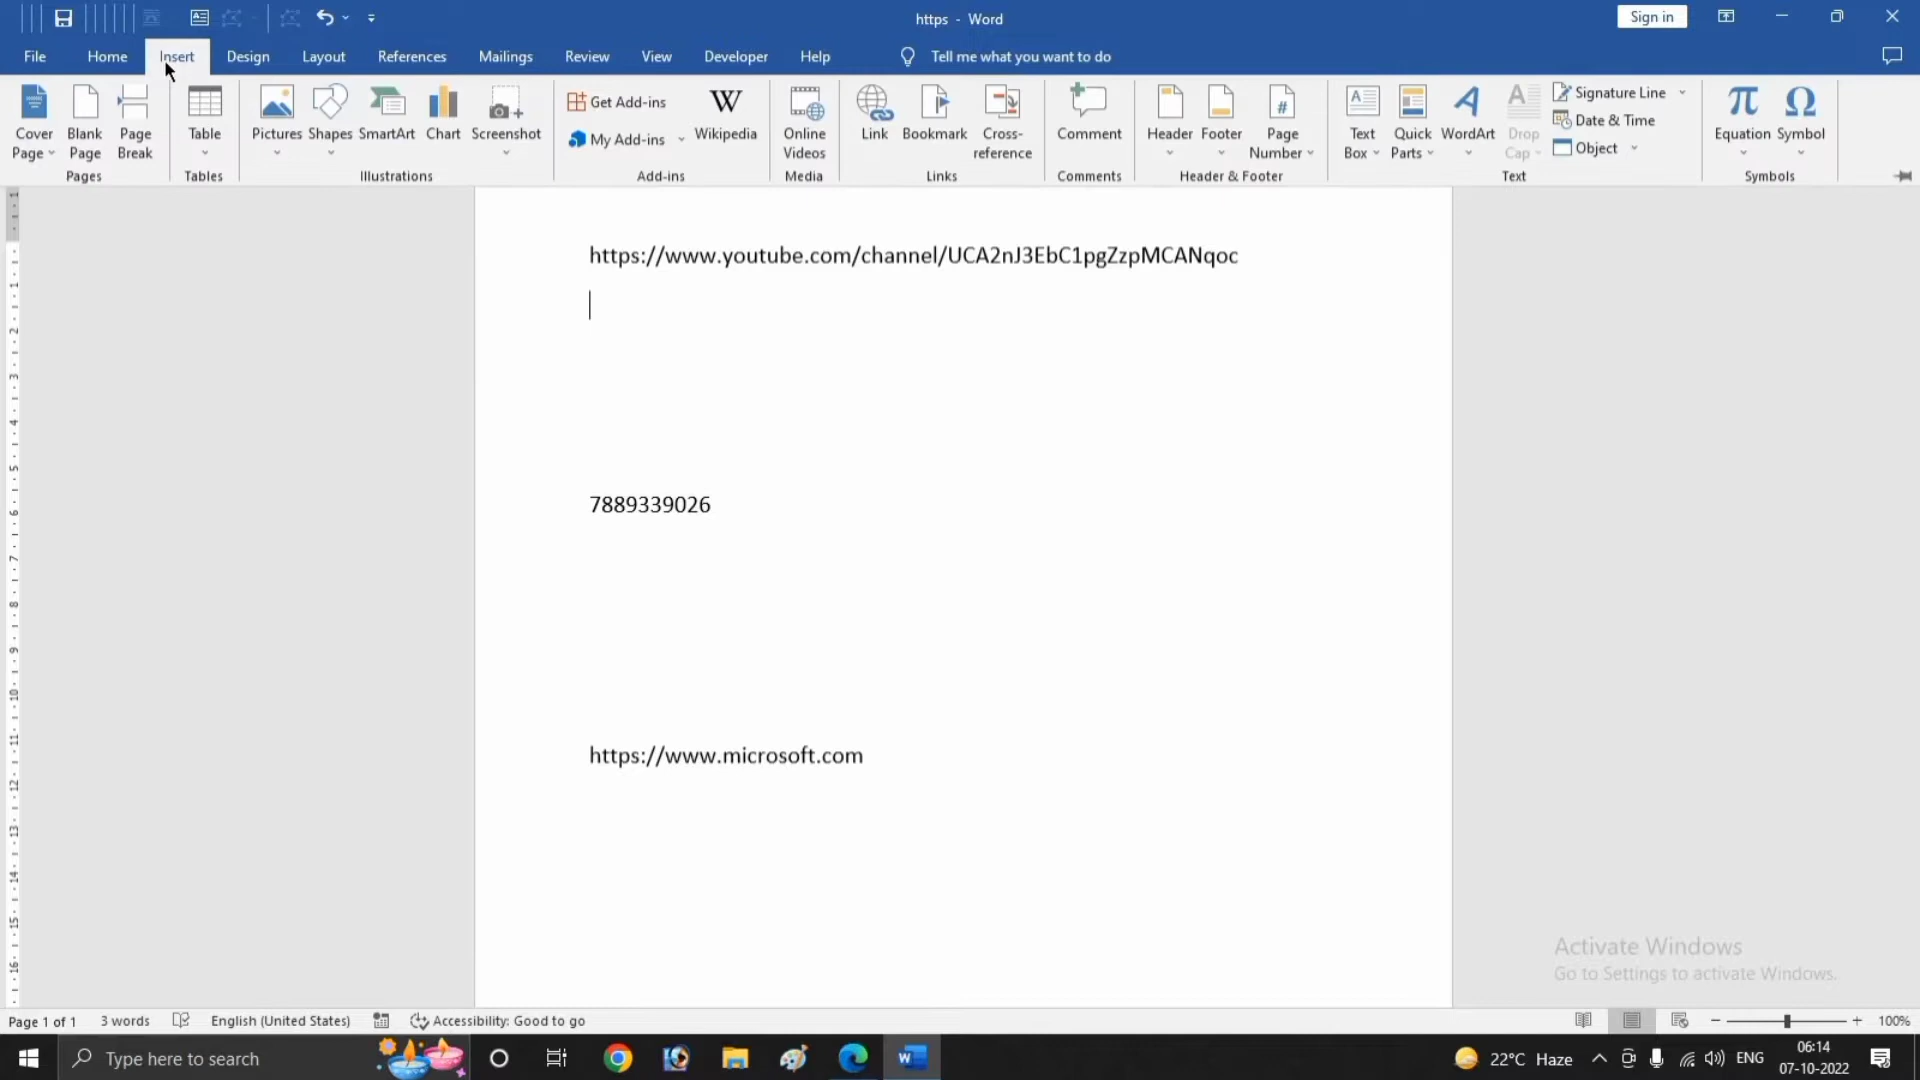 https - Word
Sign in
File Home Insert Design Layout References Mailings Review View Developer Help Tell me what you want to do
Cover Page
Blank Page
Page Break
Pages
Table
Tables
Pictures
Shapes
SmartArt
Chart
Screenshot
Illustrations
Get Add-ins
My Add-ins
W
Wikipedia
Add-ins
Online Videos
Media
Link
Bookmark
Cross-reference
Links
Comment
Comments
Header
Footer
Page Number
Header & Footer
Text Box
Quick Parts
WordArt
Drop Cap
Signature Line
Date & Time
Object
Text
π
Equation
Ω
Symbol
Symbols
https://www.youtube.com/channel/UCA2nJ3EbC1pgZzpMCANqoc
7889339026
https://www.microsoft.com
Activate Windows
Go to Settings to activate Windows.
Page 1 of 1 3 words English (United States) Accessibility: Good to go 100%
Type here to search
22°C Haze
ENG
06:14
07-10-2022